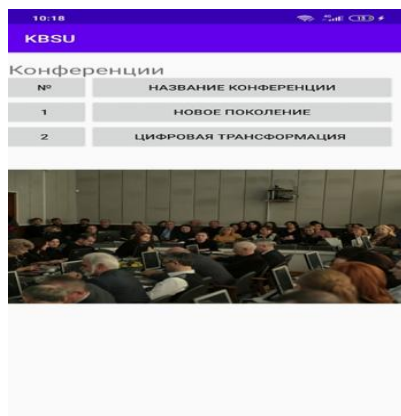 10:18
KBSU
Конференции
№ НАЗВАНИЕ КОНФЕРЕНЦИИ
1 НОВОЕ ПОКОЛЕНИЕ
2 ЦИФРОВАЯ ТРАНСФОРМАЦИЯ